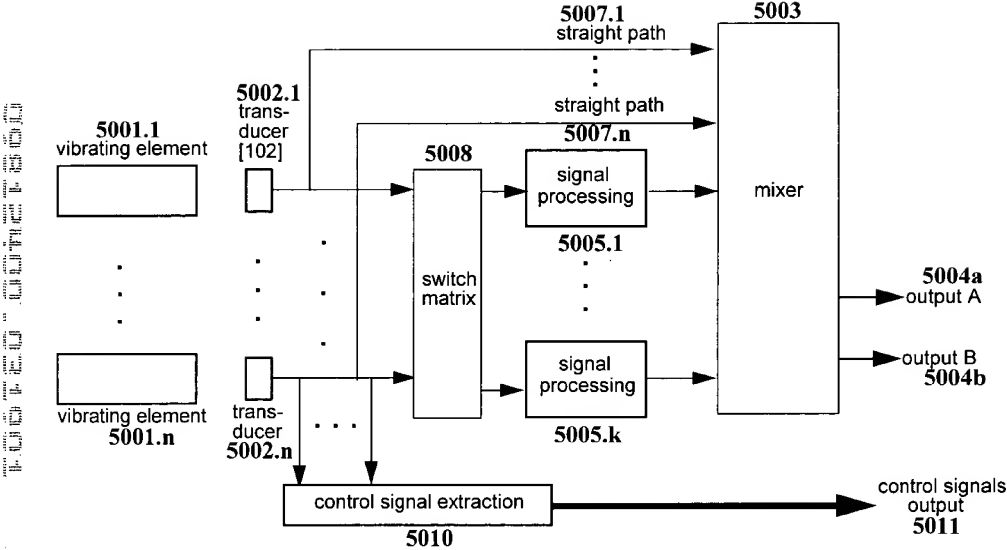 5007.1
straight path
5003
5002.1
trans-
ducer
[102]
straight path
5007.n
5001.1
vibrating element
5008
signal
processing
5005.1
mixer
switch
matrix
5004a
output A
output B
5004b
signal
processing
5005.k
vibrating element
5001.n
trans-
ducer
5002.n
control signal extraction
5010
control signals
output
5011